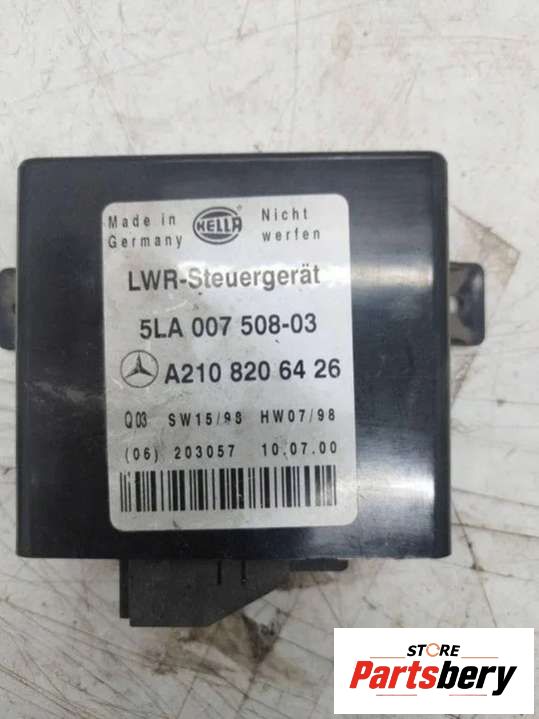 Made in HELLA Nicht
Germany werfen
LWR-Steuergerät
5LA 007 508-03
A210 820 64 26
Q03 SW15/98 HW07/98
(06) 203057 10.07.00
STORE
Partsbery